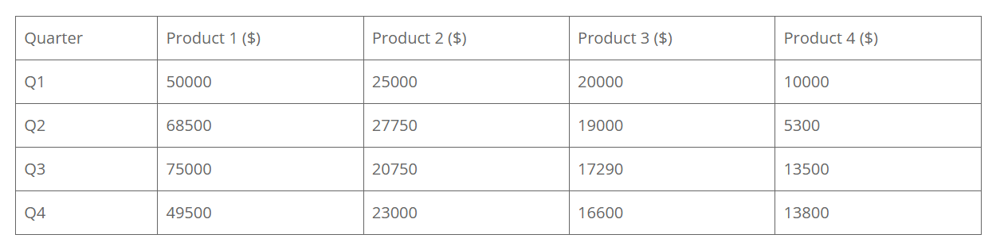 Quarter Product 1 ($) Product 2 ($) Product 3 ($) Product 4 ($)
Q1 50000 25000 20000 10000
Q2 68500 27750 19000 5300
Q3 75000 20750 17290 13500
Q4 49500 23000 16600 13800